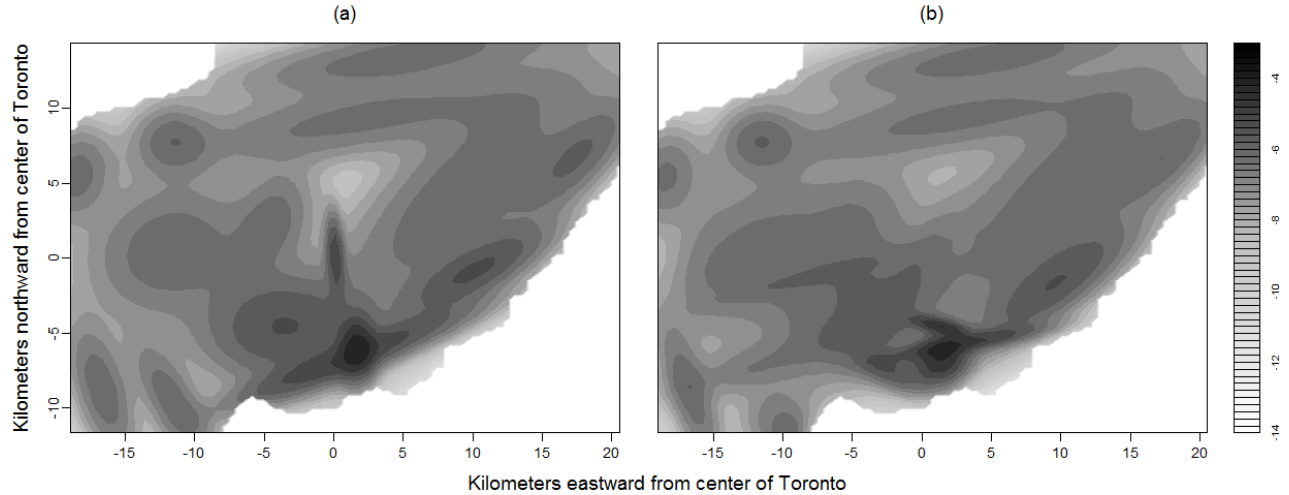 (a) (b)
Kilometers northward from center of Toronto
10
5
0
-5
-10
-15 -10 -5 0 5 10 15 20
-15 -10 -5 0 5 10 15 20
-4
-6
-8
-10
-12
-14
Kilometers eastward from center of Toronto